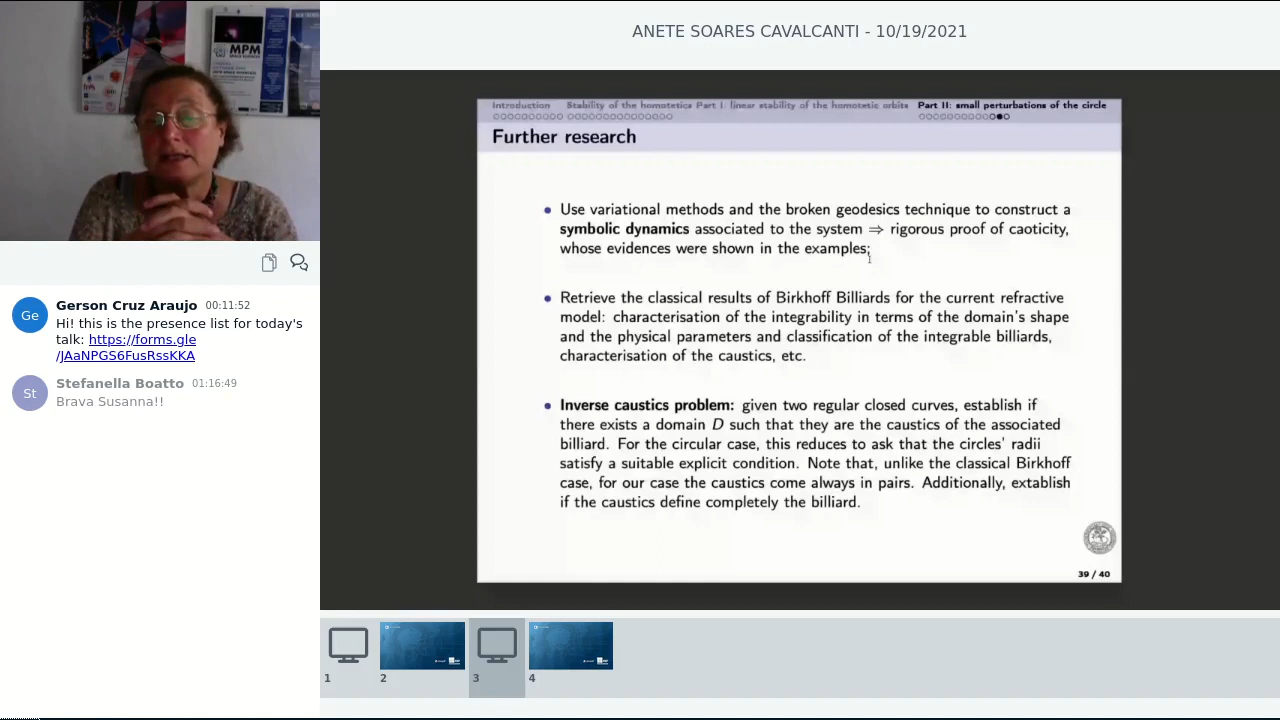 ANETE SOARES CAVALCANTI - 10/19/2021
MPM
Gerson Cruz Araujo 00:11:52
Ge
Hi! this is the presence list for today's
talk: https://forms.gle
/JAaNPGS6FusRssKKA
Stefanella Boatto 01:16:49
St
Brava Susanna!!
Introduction Stability of the homotetics Part I: linear stability of the homotetic orbits Part II: small perturbations of the circle
Further research
• Use variational methods and the broken geodesics technique to construct a
symbolic dynamics associated to the system ⇒ rigorous proof of caoticity,
whose evidences were shown in the examples;
• Retrieve the classical results of Birkhoff Billiards for the current refractive
model: characterisation of the integrability in terms of the domain's shape
and the physical parameters and classification of the integrable billiards,
characterisation of the caustics, etc.
• Inverse caustics problem: given two regular closed curves, establish if
there exists a domain D such that they are the caustics of the associated
billiard. For the circular case, this reduces to ask that the circles' radii
satisfy a suitable explicit condition. Note that, unlike the classical Birkhoff
case, for our case the caustics come always in pairs. Additionally, extablish
if the caustics define completely the billiard.
39 / 40
1
2
3
4